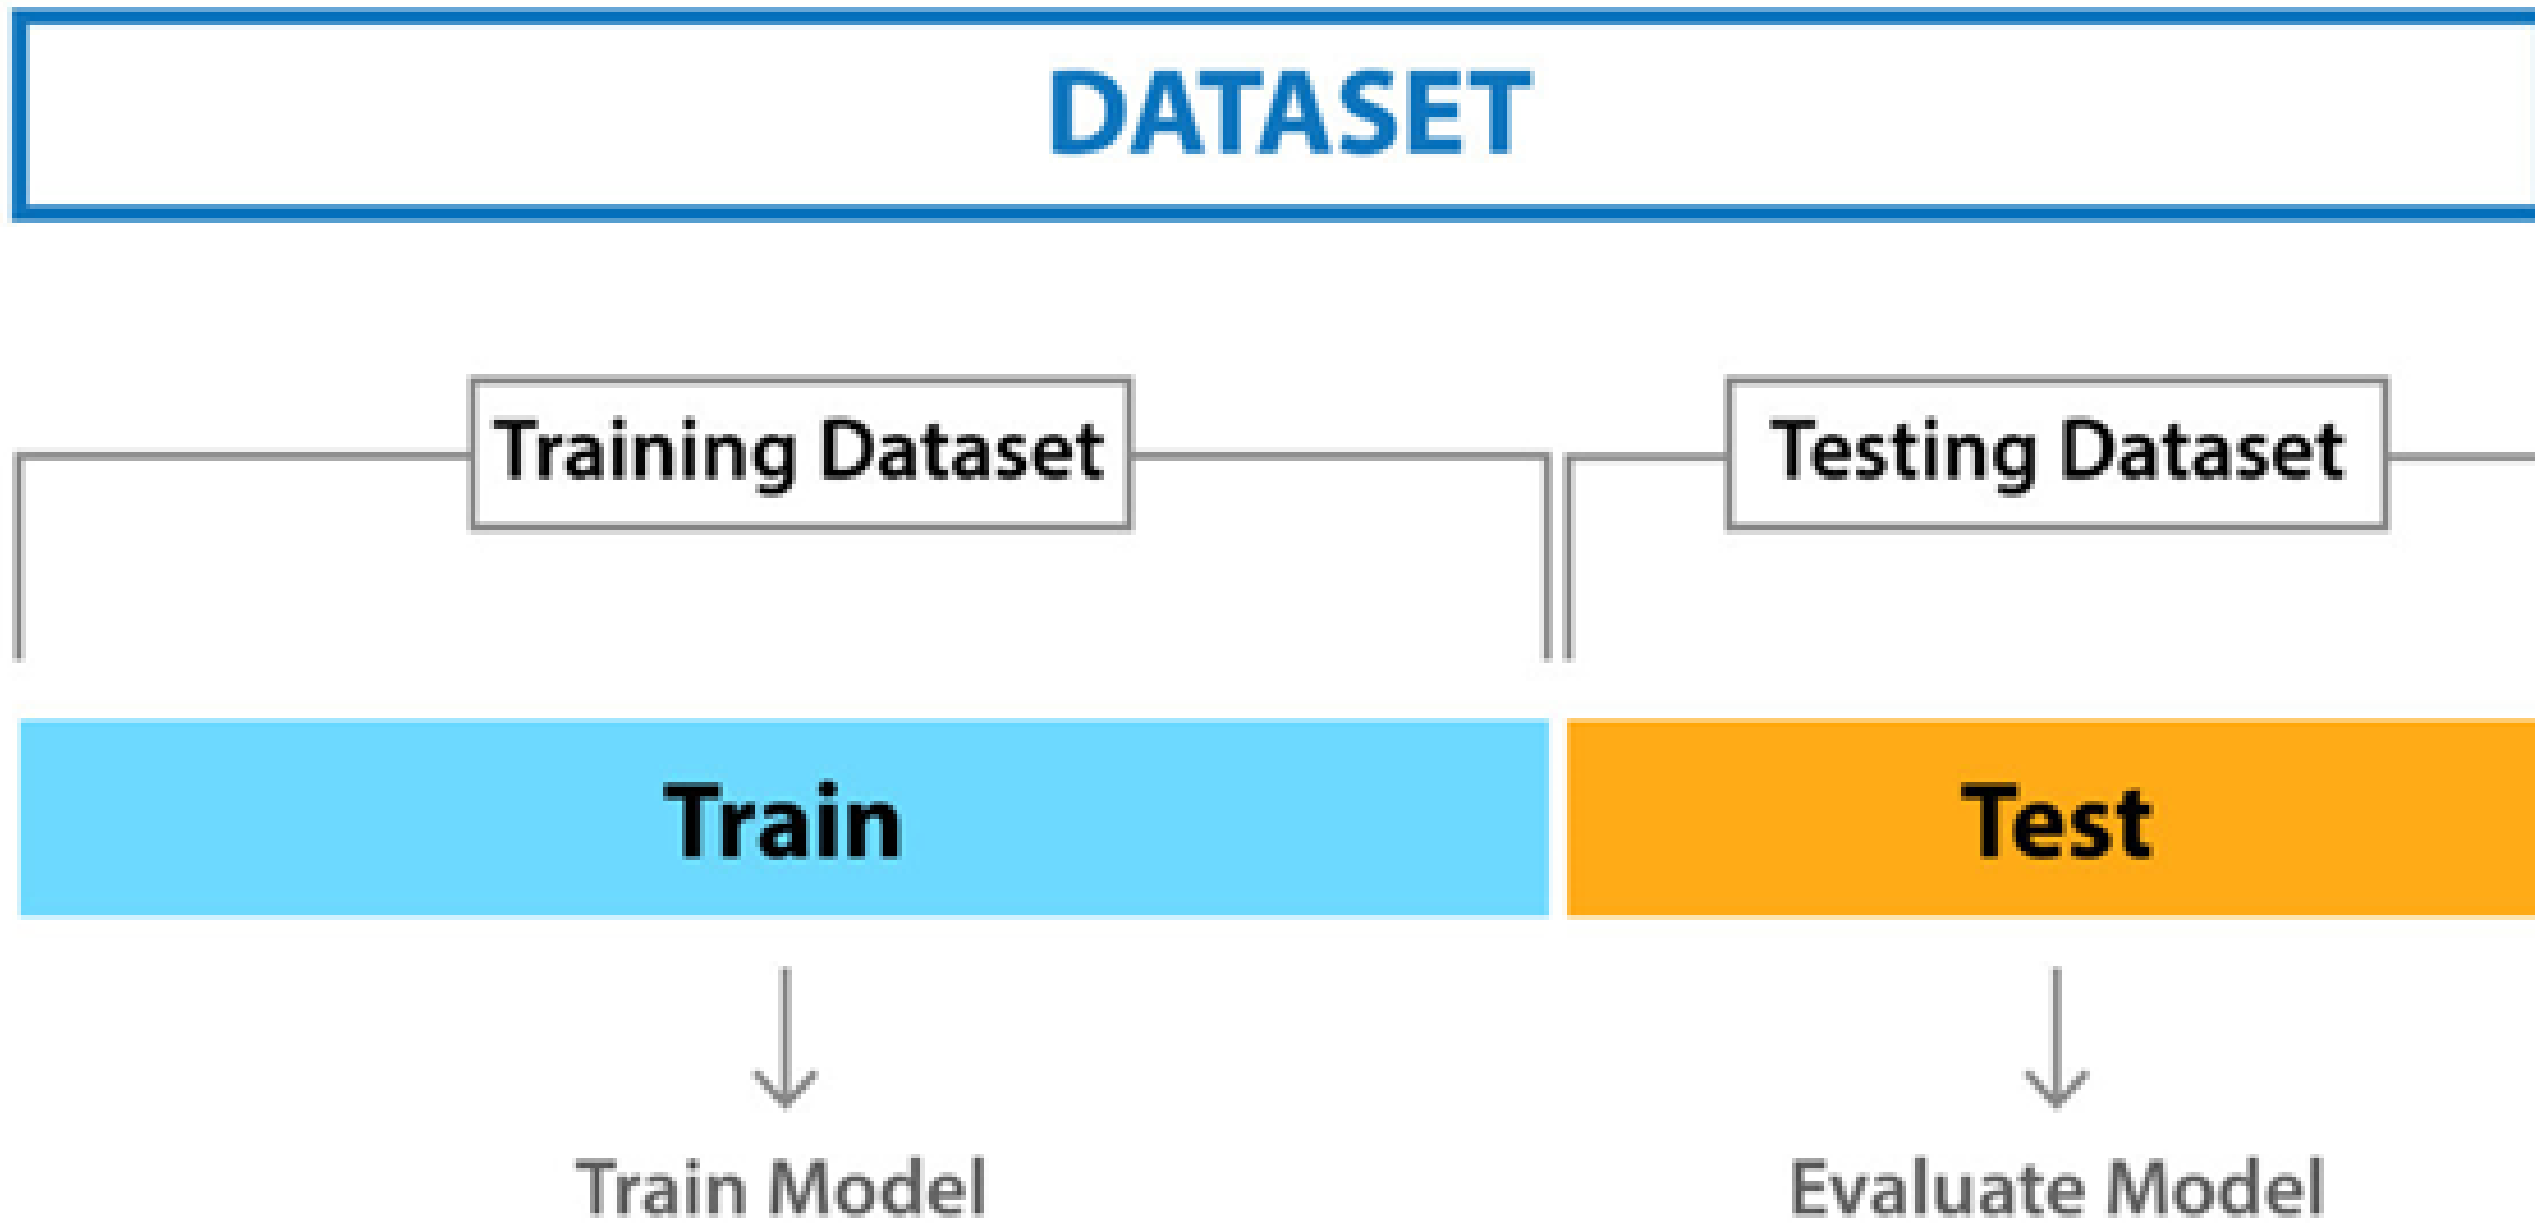 DATASET
Training Dataset
Testing Dataset
Train
Test
Train Model
Evaluate Model